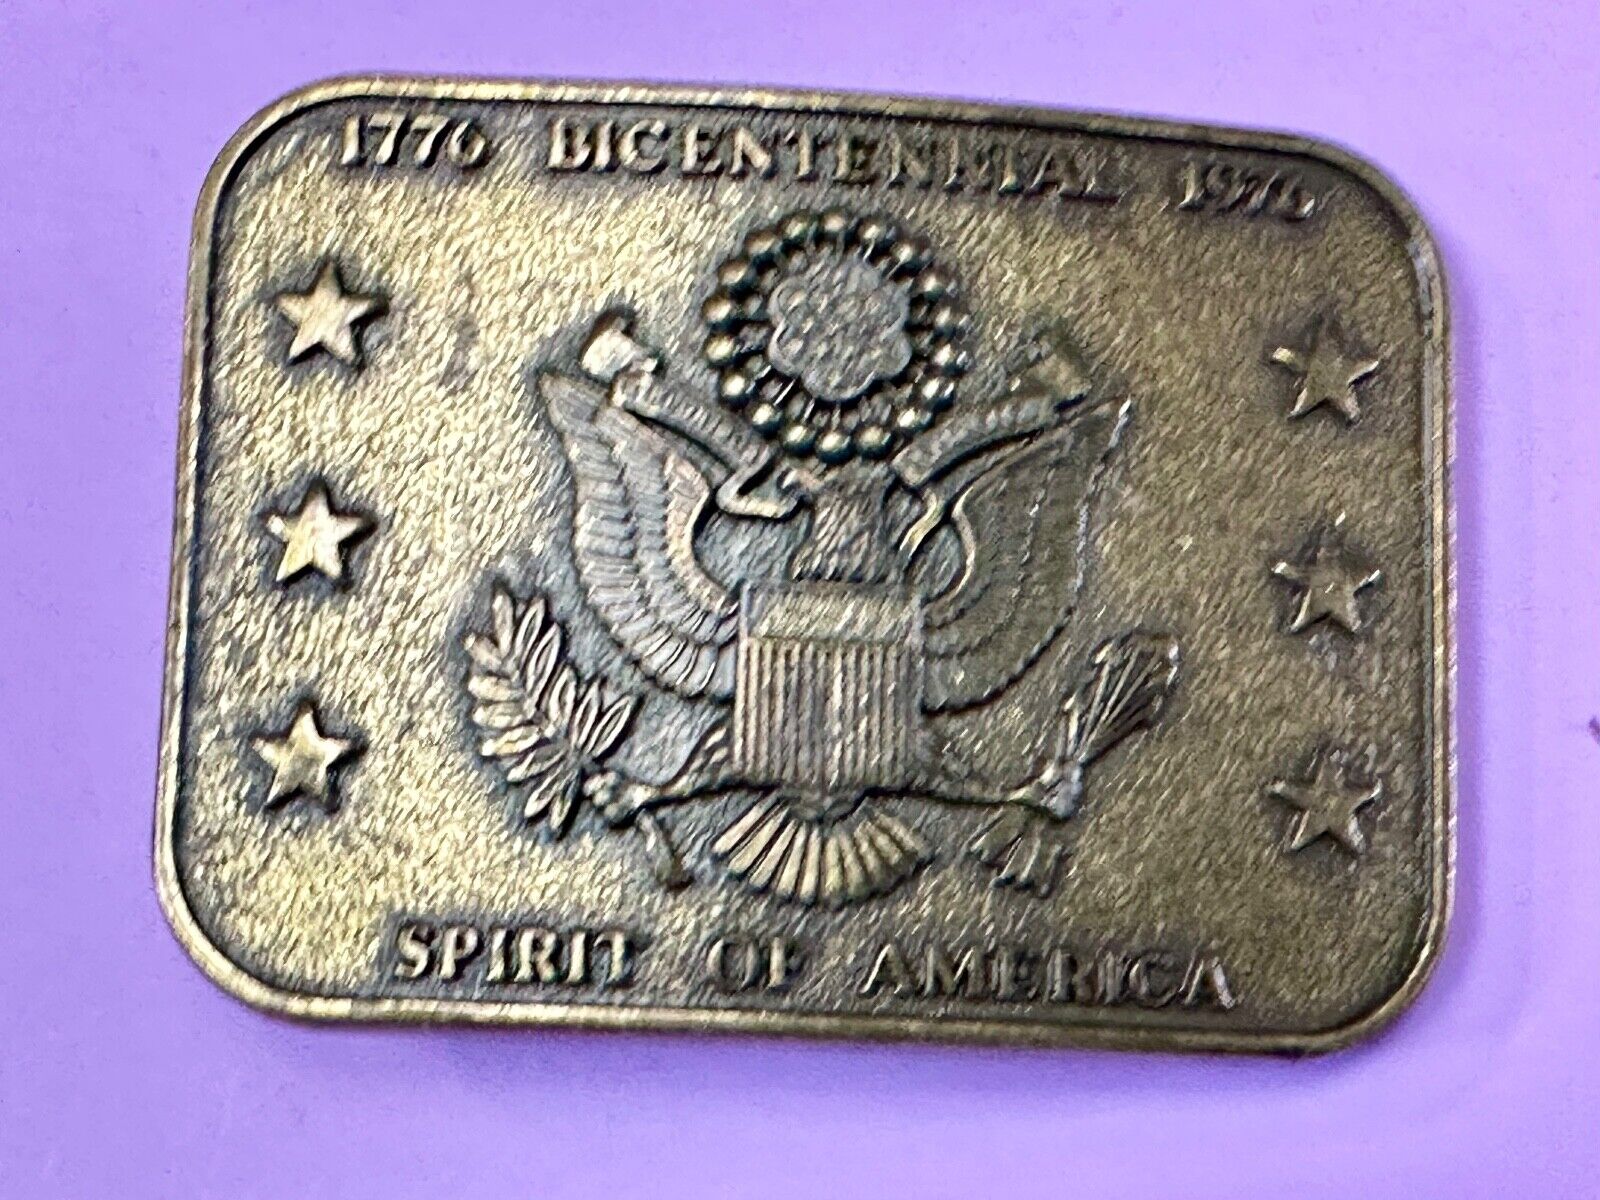 1776 BICENTENNIAL 1976
SPIRIT OF AMERICA